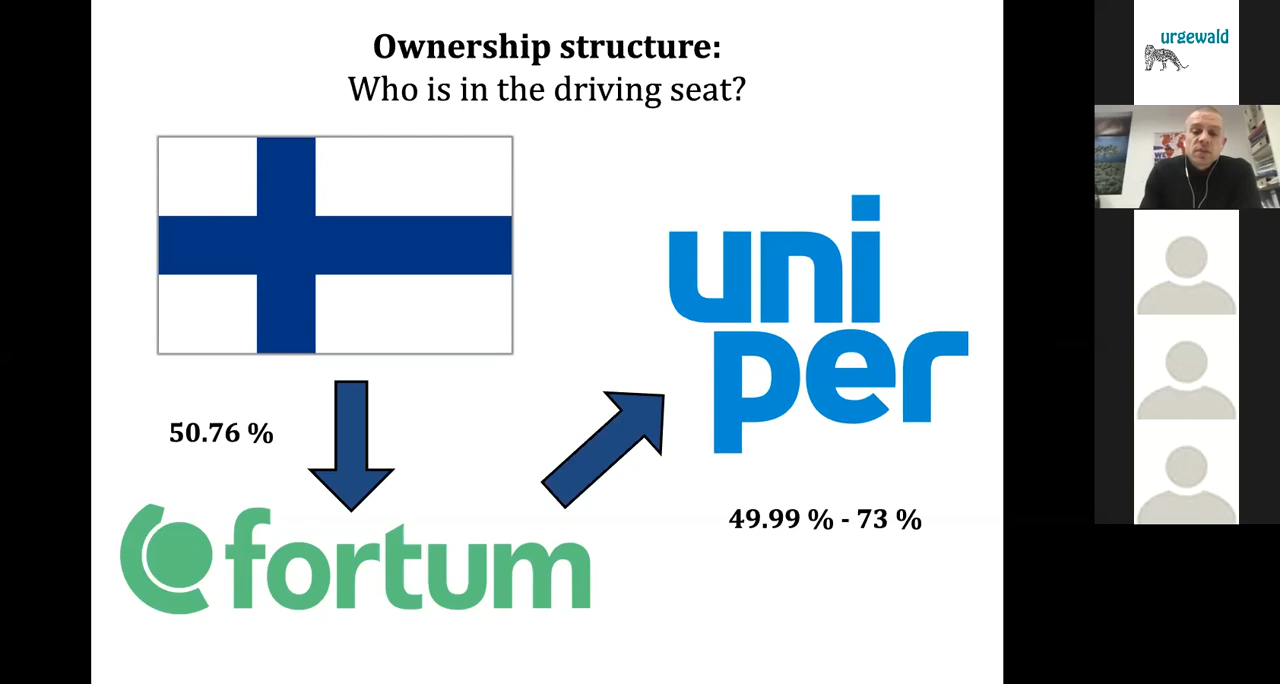 Ownership structure:
Who is in the driving seat?
uni
per
50.76 %
49.99 % - 73 %
fortum
urgewald